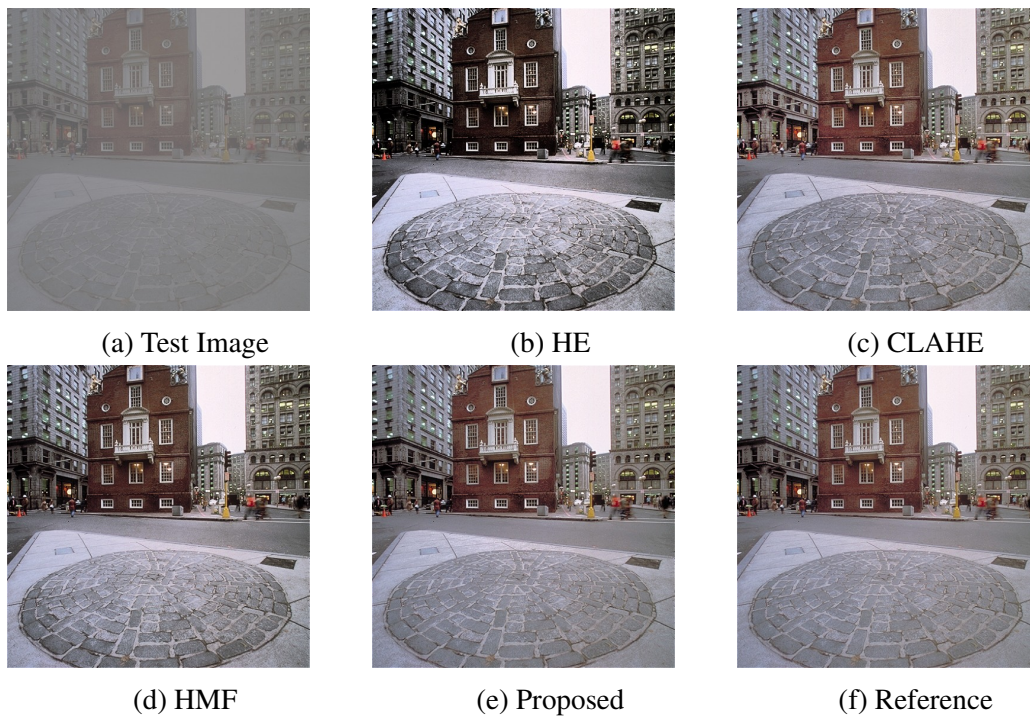 (a) Test Image
(b) HE
(c) CLAHE
(d) HMF
(e) Proposed
(f) Reference